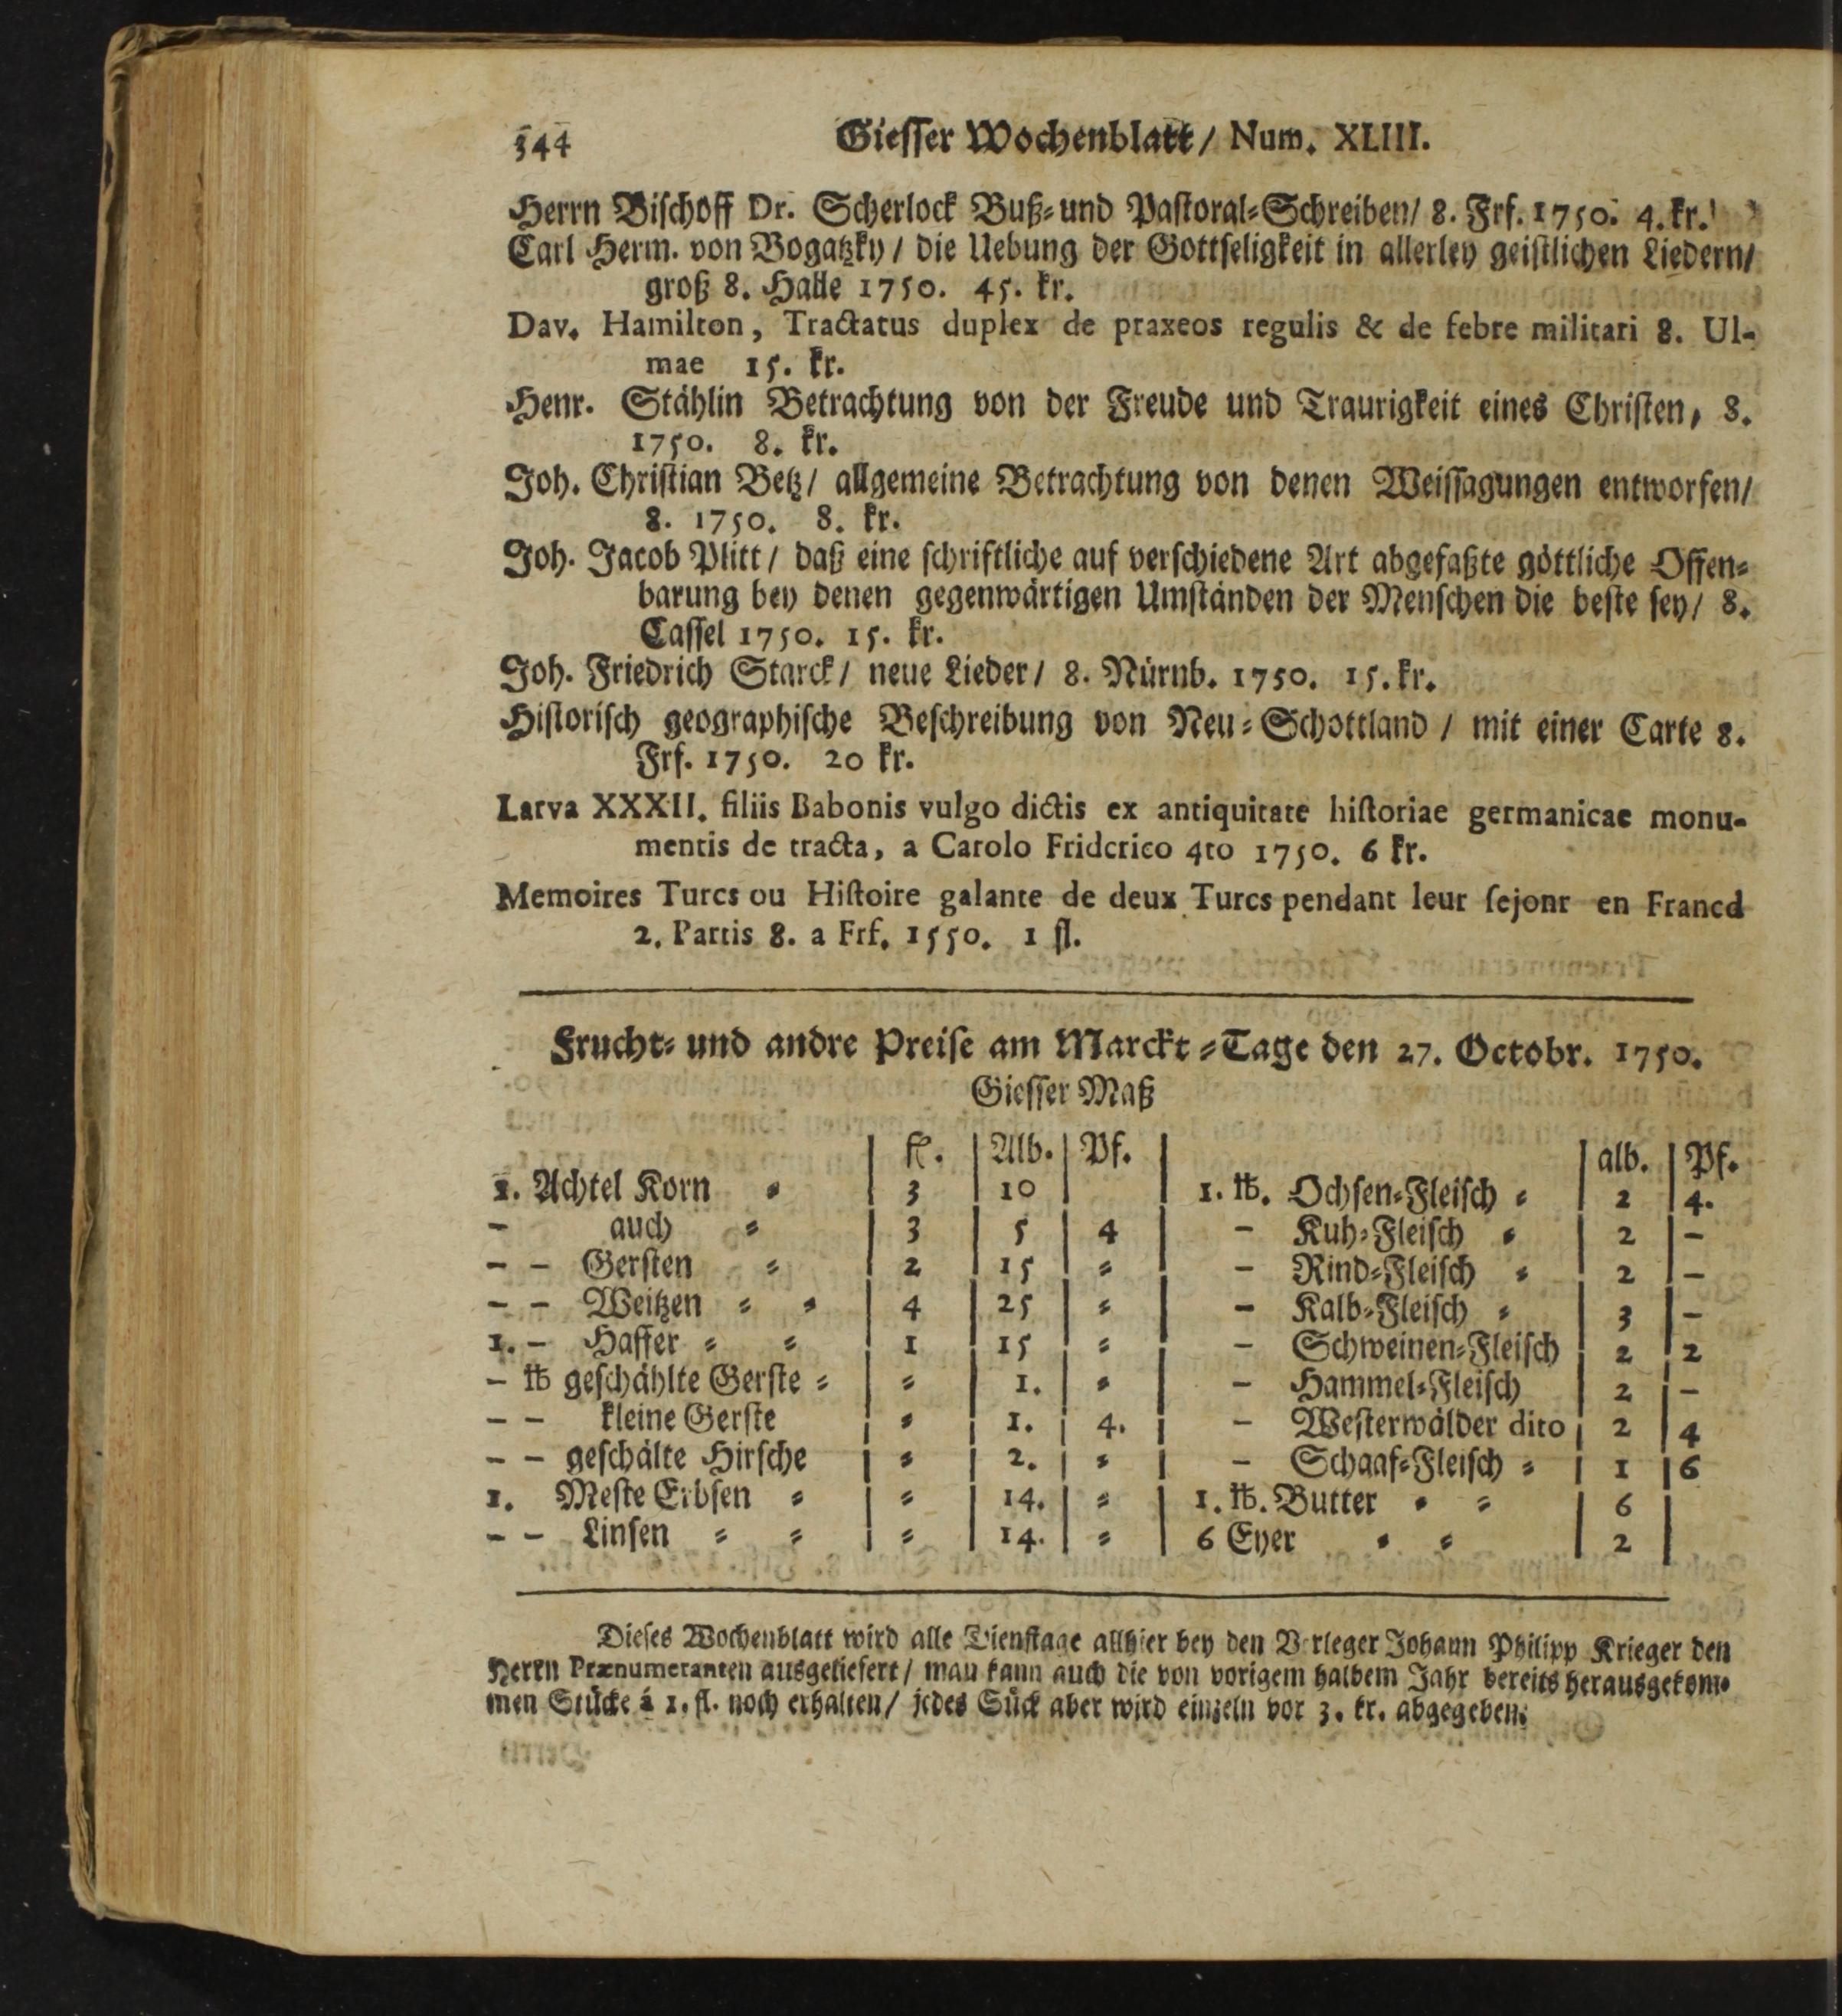 344 Giesser Wochenblatt / Num. XLIII.
Herrn Bischoff Dr. Scherlock Buß- und Pastoral-Schreiben / 8. Frf. 1750. 4. kr.
Carl Herm. von Bogatzky / die Uebung der Gottseligkeit in allerley geistlichen Liedern /
groß 8. Halle 1750. 45. kr.
Dav. Hamilton, Tractatus duplex de praxeos regulis & de febre militari 8. Ul-
mae 15. kr.
Henr. Stählin Betrachtung von der Freude und Traurigkeit eines Christen, 8.
1750. 8. kr.
Joh. Christian Betz / allgemeine Betrachtung von denen Weissagungen entworfen /
8. 1750. 8. kr.
Joh. Jacob Plitt / daß eine schriftliche auf verschiedene Art abgefaßte göttliche Offen-
barung bey denen gegenwärtigen Umständen der Menschen die beste sey / 8.
Cassel 1750. 15. kr.
Joh. Friedrich Starck / neue Lieder / 8. Nürnb. 1750. 15. kr.
Historisch geographische Beschreibung von Neu-Schottland / mit einer Carte 8.
Frf. 1750. 20 kr.
Larva XXXII. filiis Babonis vulgo dictis ex antiquitate historiae germanicae monu-
mentis de tracta, a Carolo Fridcrico 4to 1750. 6 kr.
Memoires Turcs ou Histoire galante de deux Turcs pendant leur sejonr en Francd
2. Partis 8. a Frf. 1550. 1 fl.
Frucht- und andre Preise am Marckt-Tage den 27. Octobr. 1750.
Giesser Maß
| fl. | Alb. | Pf. | | alb. | Pf.
1. Achtel Korn = | 3 | 10 | | 1. ℔. Ochsen-Fleisch = | 2 | 4.
- auch = | 3 | 5 | 4 | - Kuh-Fleisch = | 2 | -
- - Gersten = | 2 | 15 | = | - Rind-Fleisch = | 2 | -
- - Weitzen = = | 4 | 25 | = | - Kalb-Fleisch = | 3 | -
1. - Haffer = = | 1 | 15 | = | - Schweinen-Fleisch | 2 | 2
- ℔ geschählte Gerste = | = | 1. | = | - Hammel-Fleisch | 2 | -
- - kleine Gerste | = | 1. | 4. | - Westerwälder dito | 2 | 4
- - geschälte Hirsche | = | 2. | = | - Schaaf-Fleisch = | 1 | 6
1. Meste Erbsen = | = | 14. | = | 1. ℔. Butter = = | 6 |
- - Linsen = = | = | 14. | = | 6 Eyer = = | 2 |
Dieses Wochenblatt wird alle Dienstage allhier bey den Verleger Johann Philipp Krieger den
Herrn Prænumeranten ausgeliefert / man kann auch die von vorigem halbem Jahr bereits herausgekom-
men Stücke á 1. fl. noch erhalten / jedes Sück aber wird einzeln vor 3. kr. abgegeben.